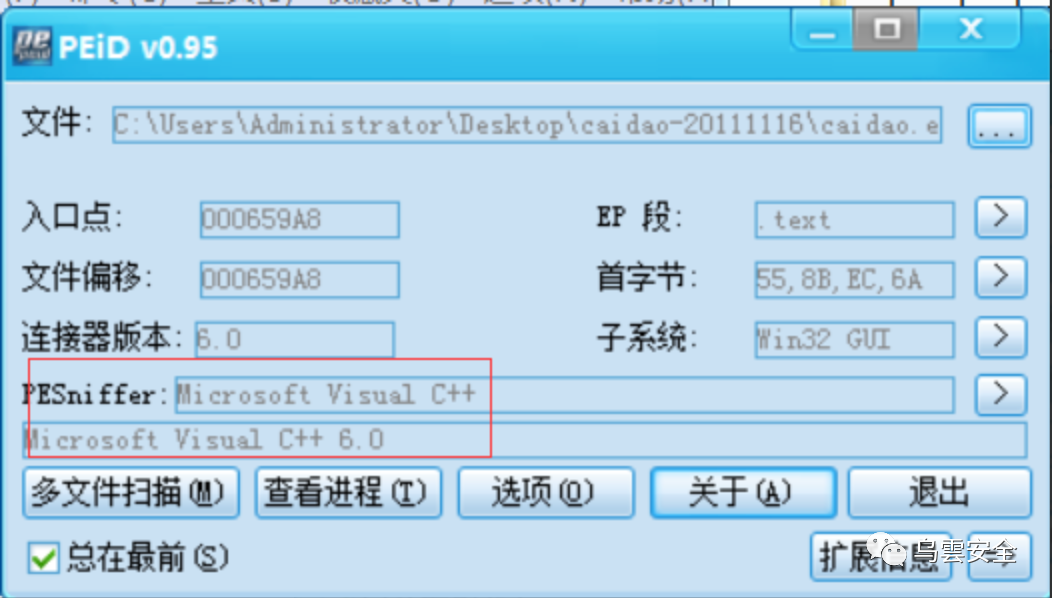 PEiD v0.95
文件: C:\Users\Administrator\Desktop\caidao-20111116\caidao.e ...
入口点: 000659A8 EP 段: .text >
文件偏移: 000659A8 首字节: 55,8B,EC,6A >
连接器版本: 6.0 子系统: Win32 GUI >
PESniffer: Microsoft Visual C++ >
Microsoft Visual C++ 6.0
多文件扫描(M) 查看进程(T) 选项(O) 关于(A) 退出
总在最前(S) 扩展信息
乌雲安全